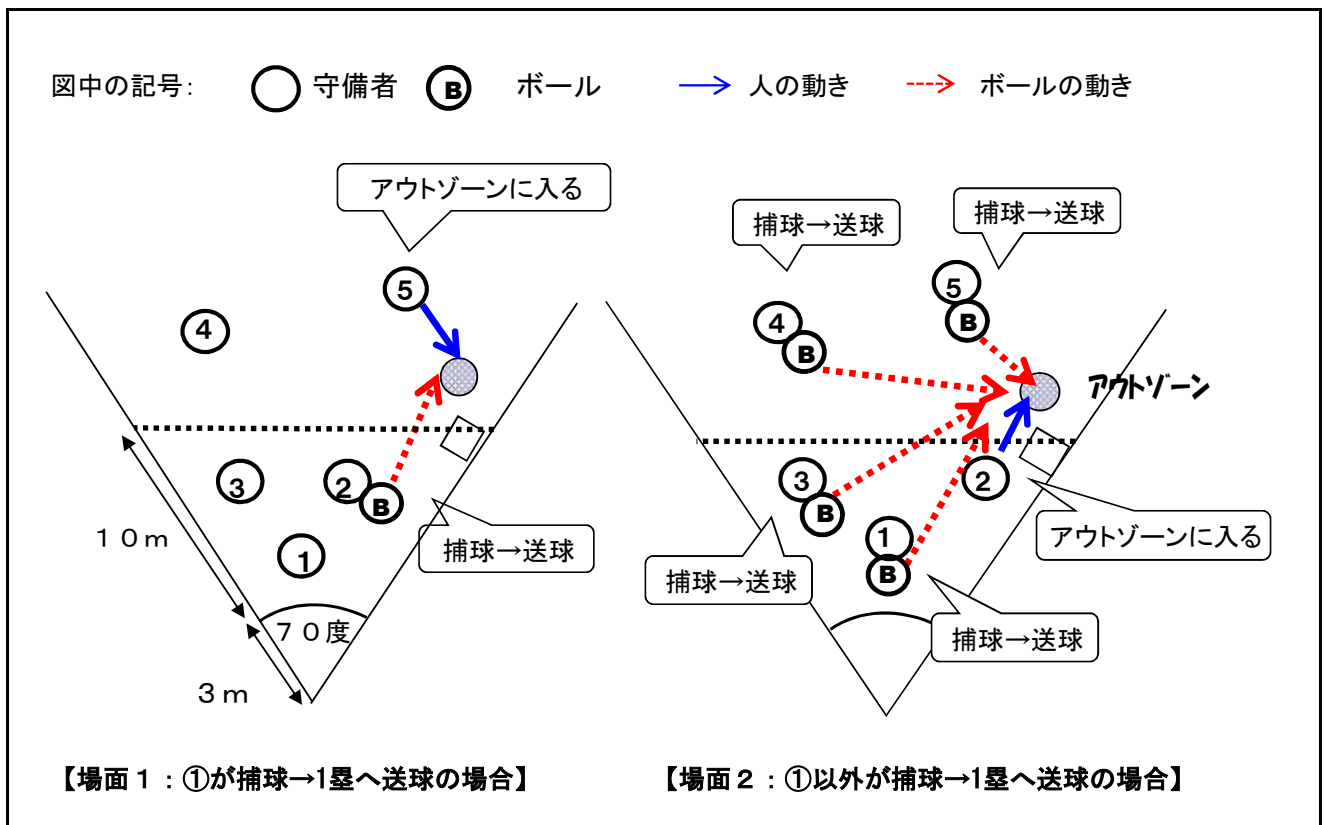 図中の記号: 守備者 B ボール 人の動き ボールの動き
アウトゾーンに入る
捕球→送球
捕球→送球
5
4
B
3
2
B
1
捕球→送球
10m
70度
3m
5
B
4
B
アウトゾーン
3
B
2
1
B
アウトゾーンに入る
捕球→送球
捕球→送球
【場面1:①が捕球→1塁へ送球の場合】
【場面2:①以外が捕球→1塁へ送球の場合】